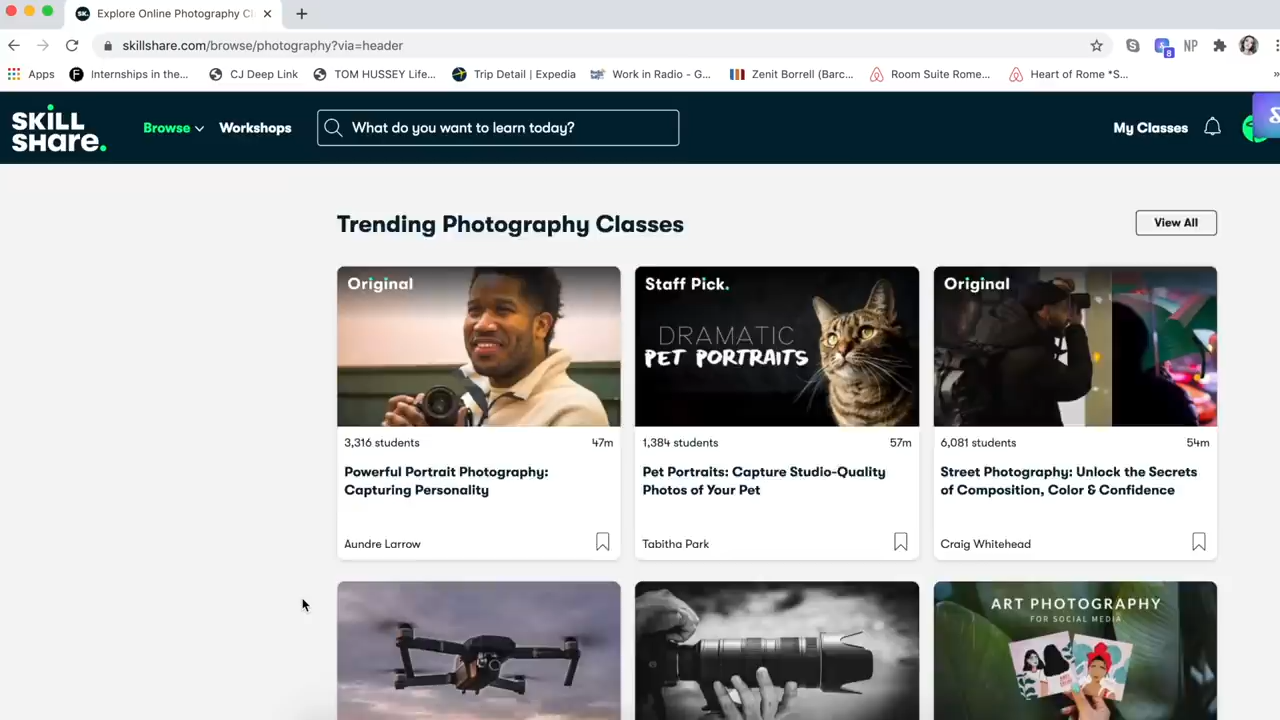 SK.
Explore Online Photography Cl
skillshare.com/browse/photography?via=header
8
NP
Apps
Internships in the...
CJ Deep Link
TOM HUSSEY Life...
Trip Detail | Expedia
Work in Radio - G...
Zenit Borrell (Barc...
Room Suite Rome...
Heart of Rome *S...
»
SKiLL
SHare.
Browse
Workshops
What do you want to learn today?
My Classes
&
Trending Photography Classes
View All
Original
Staff Pick.
Original
DRAMATIC
PET PORTRAITS
3,316 students
47m
1,384 students
57m
6,081 students
54m
Powerful Portrait Photography:
Capturing Personality
Pet Portraits: Capture Studio-Quality
Photos of Your Pet
Street Photography: Unlock the Secrets
of Composition, Color & Confidence
Aundre Larrow
Tabitha Park
Craig Whitehead
ART PHOTOGRAPHY
FOR SOCIAL MEDIA